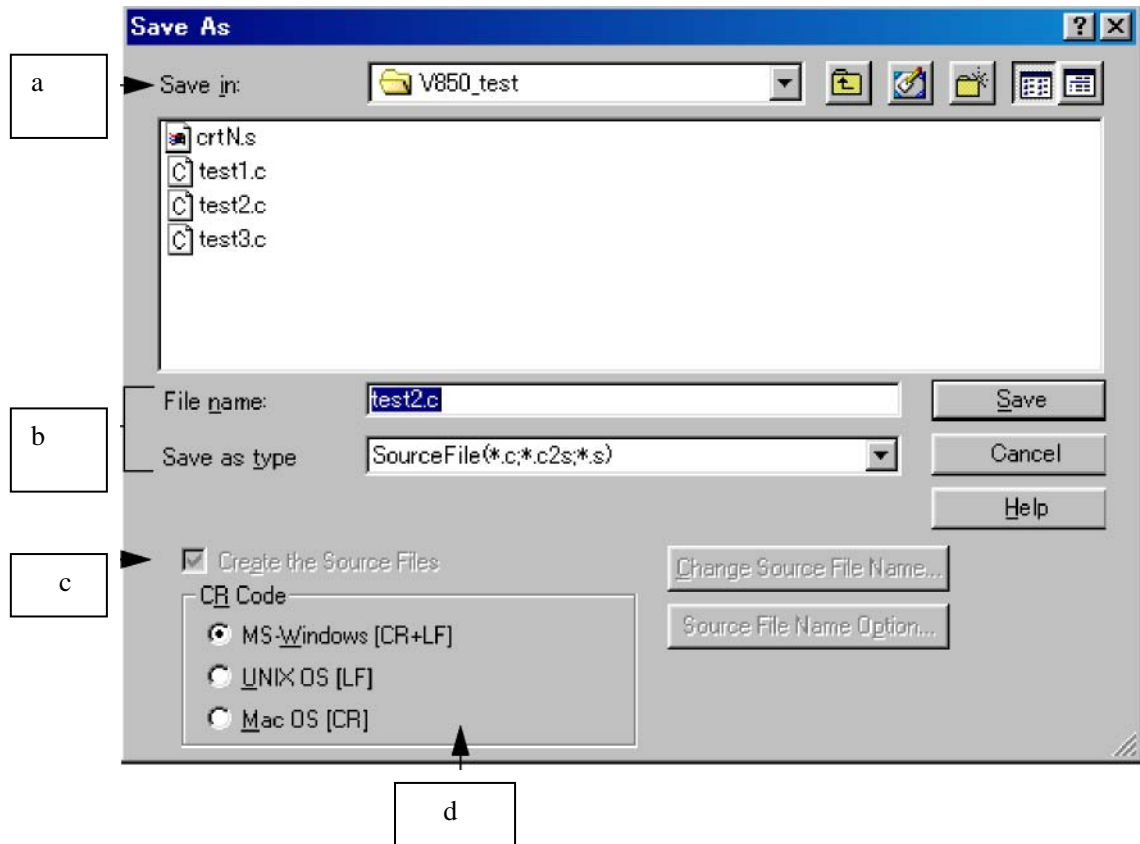 Save As
a
Save in:
V850_test
crtN.s
test1.c
test2.c
test3.c
b
File name:
test2.c
Save
Save as type
SourceFile(*.c;*.c2s;*.s)
Cancel
Help
c
Create the Source Files
Change Source File Name...
CR Code
MS-Windows [CR+LF]
Source File Name Option...
UNIX OS [LF]
Mac OS [CR]
d